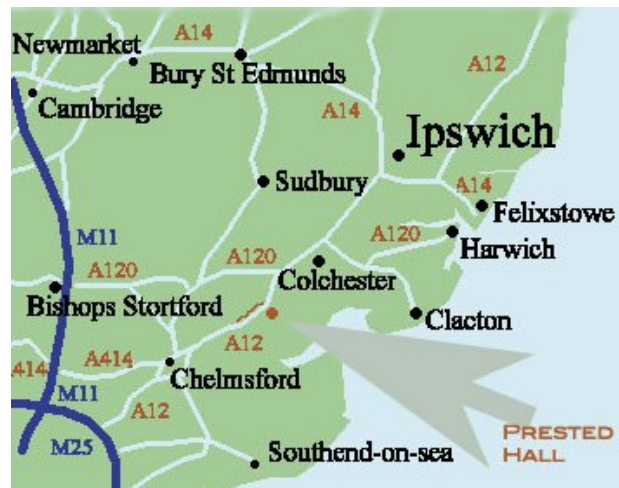 A14
Newmarket
Bury St Edmunds
A12
Cambridge
A14
Ipswich
Sudbury
A14
Felixstowe
M11
A120
A120
A120
Harwich
Colchester
Bishops Stortford
Clacton
A12
A414
414
Chelmsford
M11
A12
PRESTED
HALL
M25
Southend-on-sea